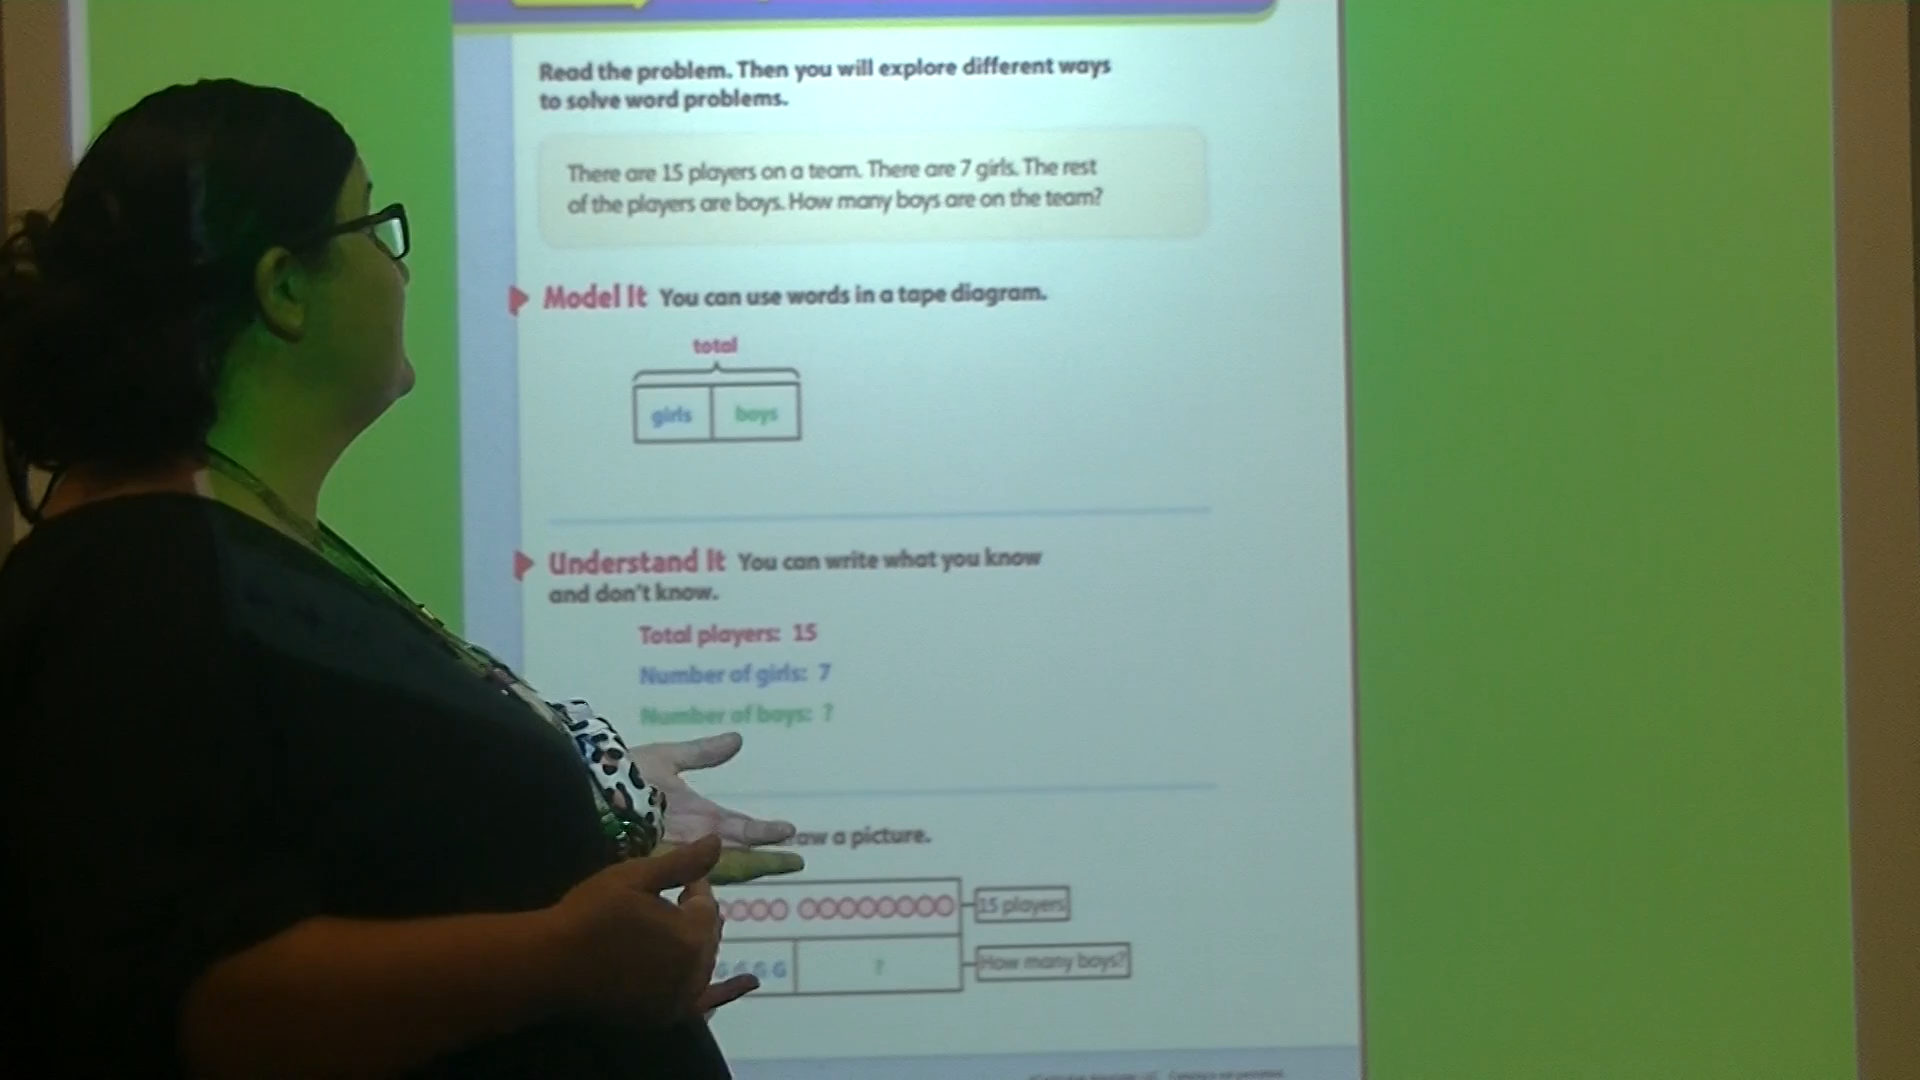 Read the problem. Then you will explore different ways
to solve word problems.
There are 15 players on a team. There are 7 girls. The rest
of the players are boys. How many boys are on the team?
Model It You can use words in a tape diagram.
total
girls boys
Understand It You can write what you know
and don't know.
Total players: 15
Number of girls: 7
Number of boys: ?
a picture.
15 players
G G G G ?
How many boys?